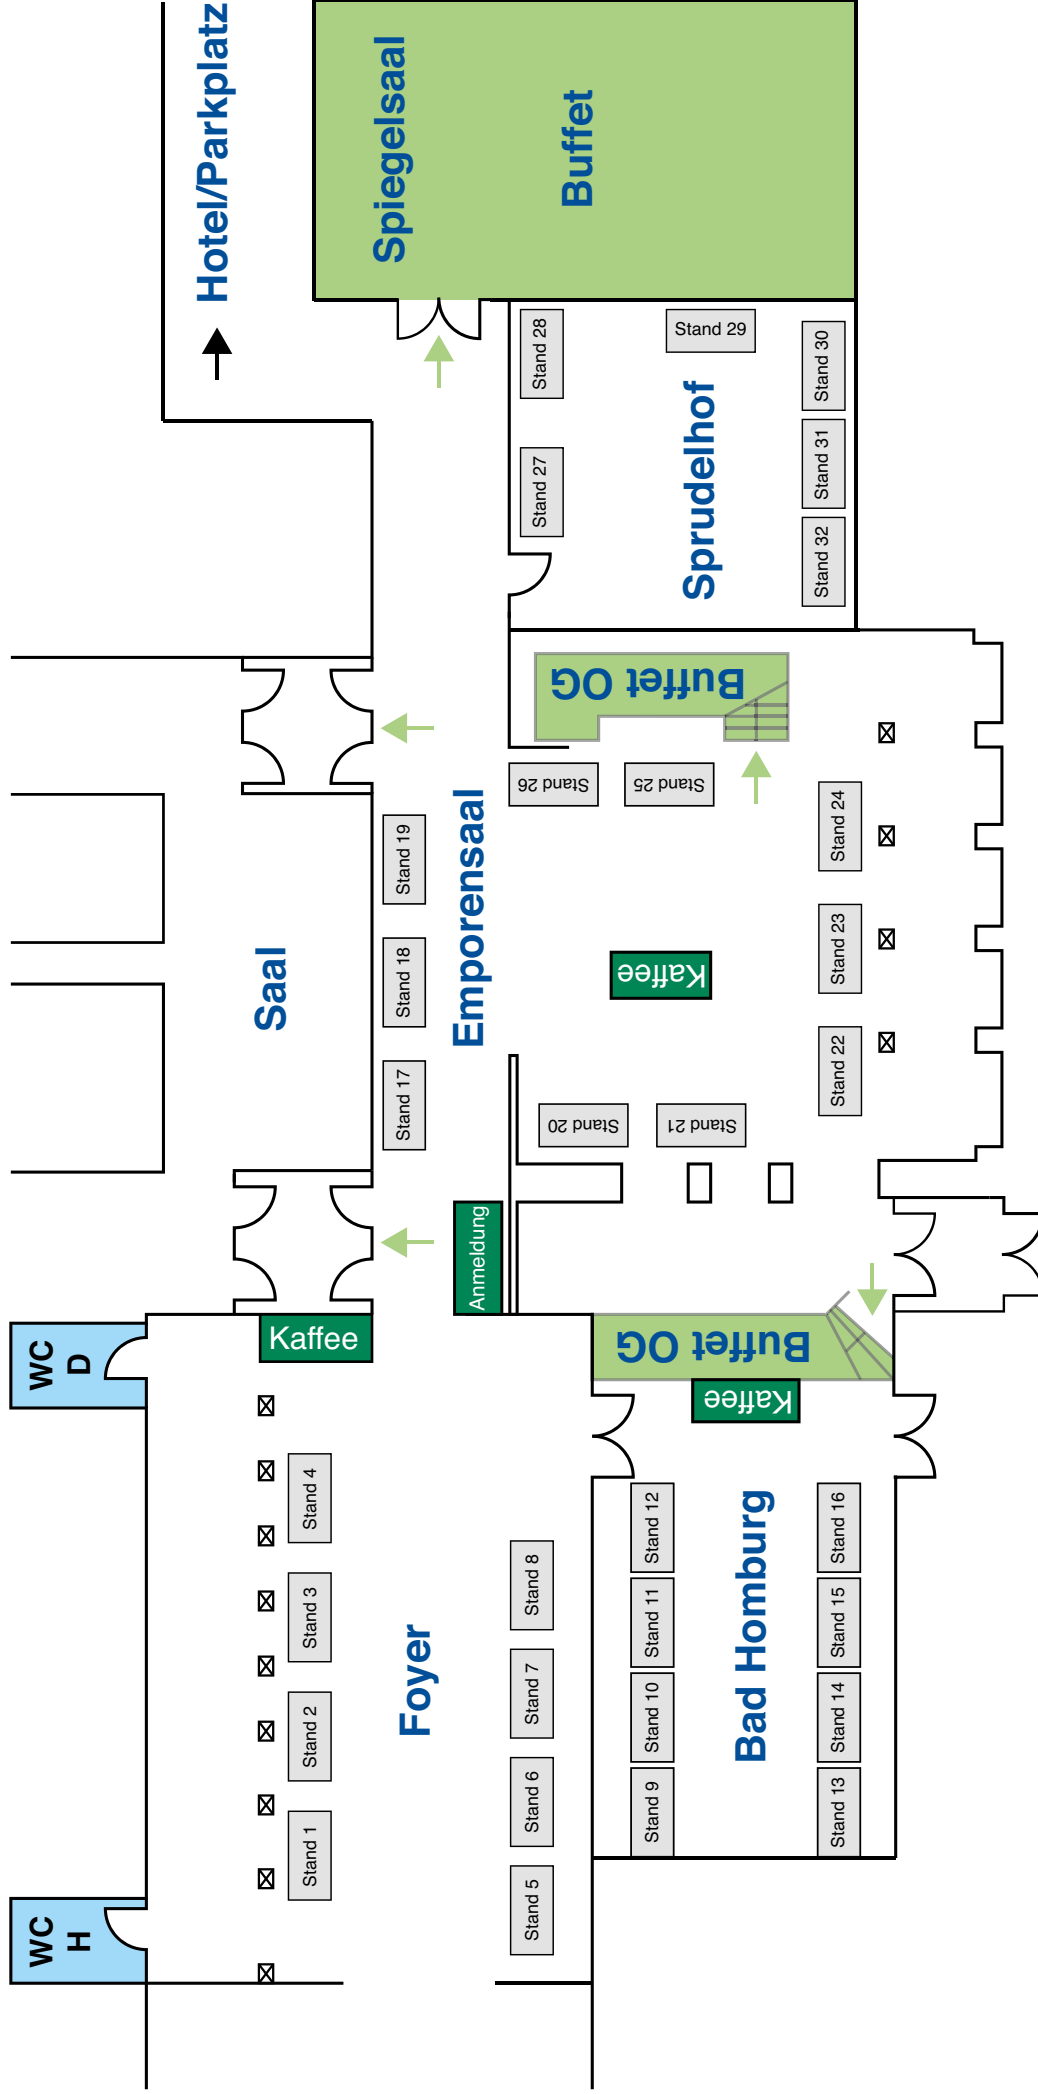 WC
H
WC
D
Saal
Hotel/Parkplatz
Kaffee
Stand 1
Stand 2
Stand 3
Stand 4
Stand 17
Stand 18
Stand 19
Foyer
Anmeldung
Emporensaal
Spiegelsaal
Buffet
Stand 5
Stand 6
Stand 7
Stand 8
Stand 9
Stand 10
Stand 11
Stand 12
Bad Homburg
Stand 13
Stand 14
Stand 15
Stand 16
Kaffee
Buffet OG
Stand 20
Stand 21
Kaffee
Stand 22
Stand 23
Stand 24
Stand 26
Stand 25
Buffet OG
Stand 27
Stand 28
Sprudelhof
Stand 29
Stand 32
Stand 31
Stand 30